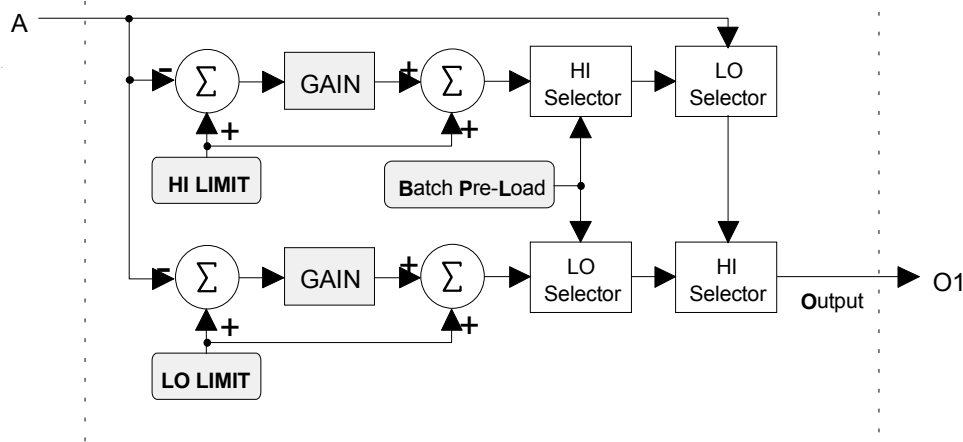 A
-
Σ
GAIN
+
Σ
HI
Selector
LO
Selector
+
+
HI LIMIT
Batch Pre-Load
-
Σ
GAIN
+
Σ
LO
Selector
HI
Selector
O1
Output
+
+
LO LIMIT